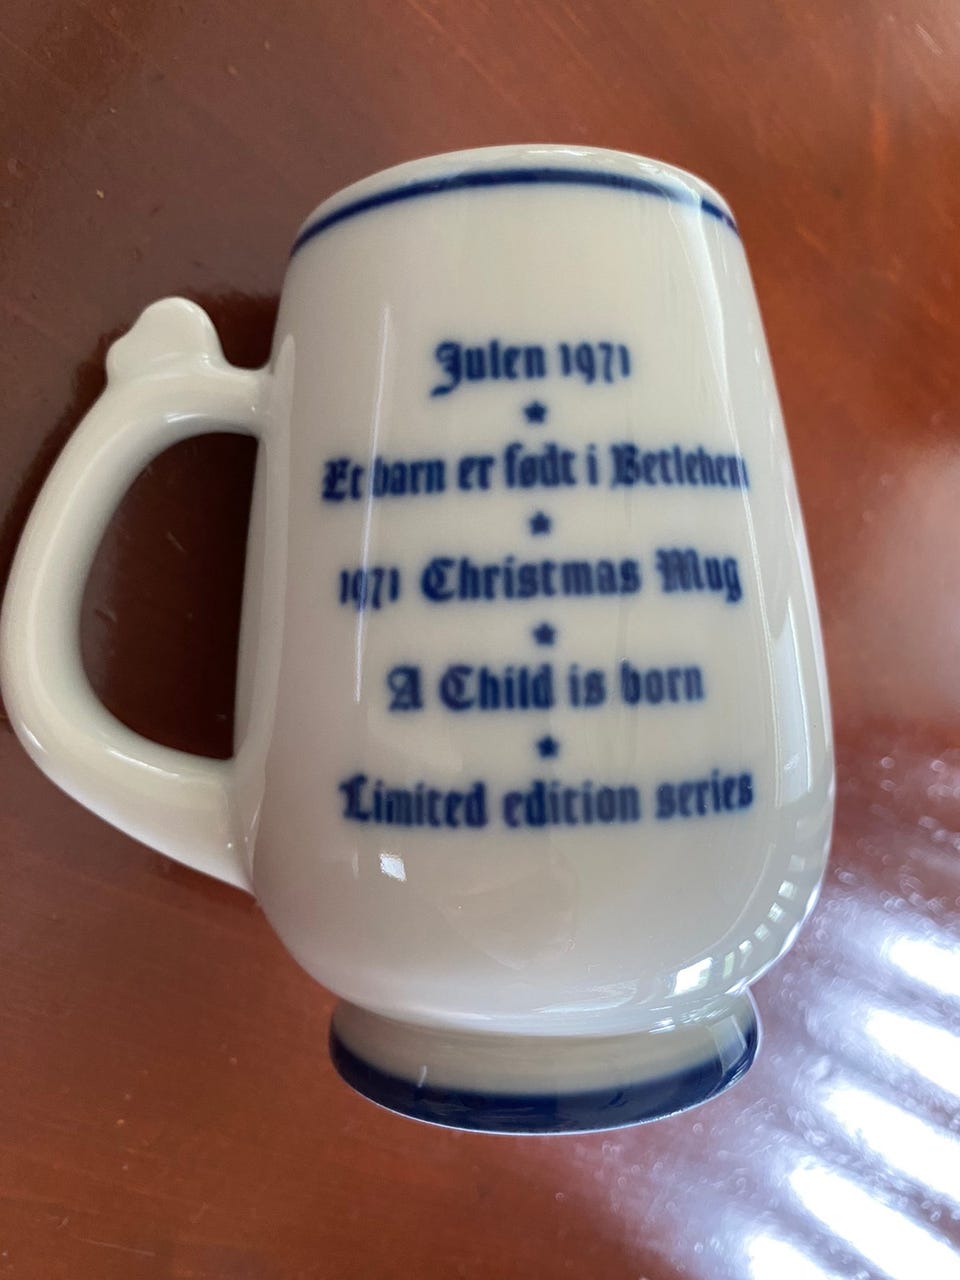 Julen 1971
Et barn er født i Betlehem
1971 Christmas Mug
A Child is born
Limited edition series